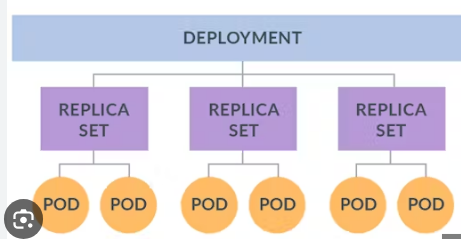 DEPLOYMENT
REPLICA
SET
REPLICA
SET
REPLICA
SET
POD
POD
POD
POD
POD
POD